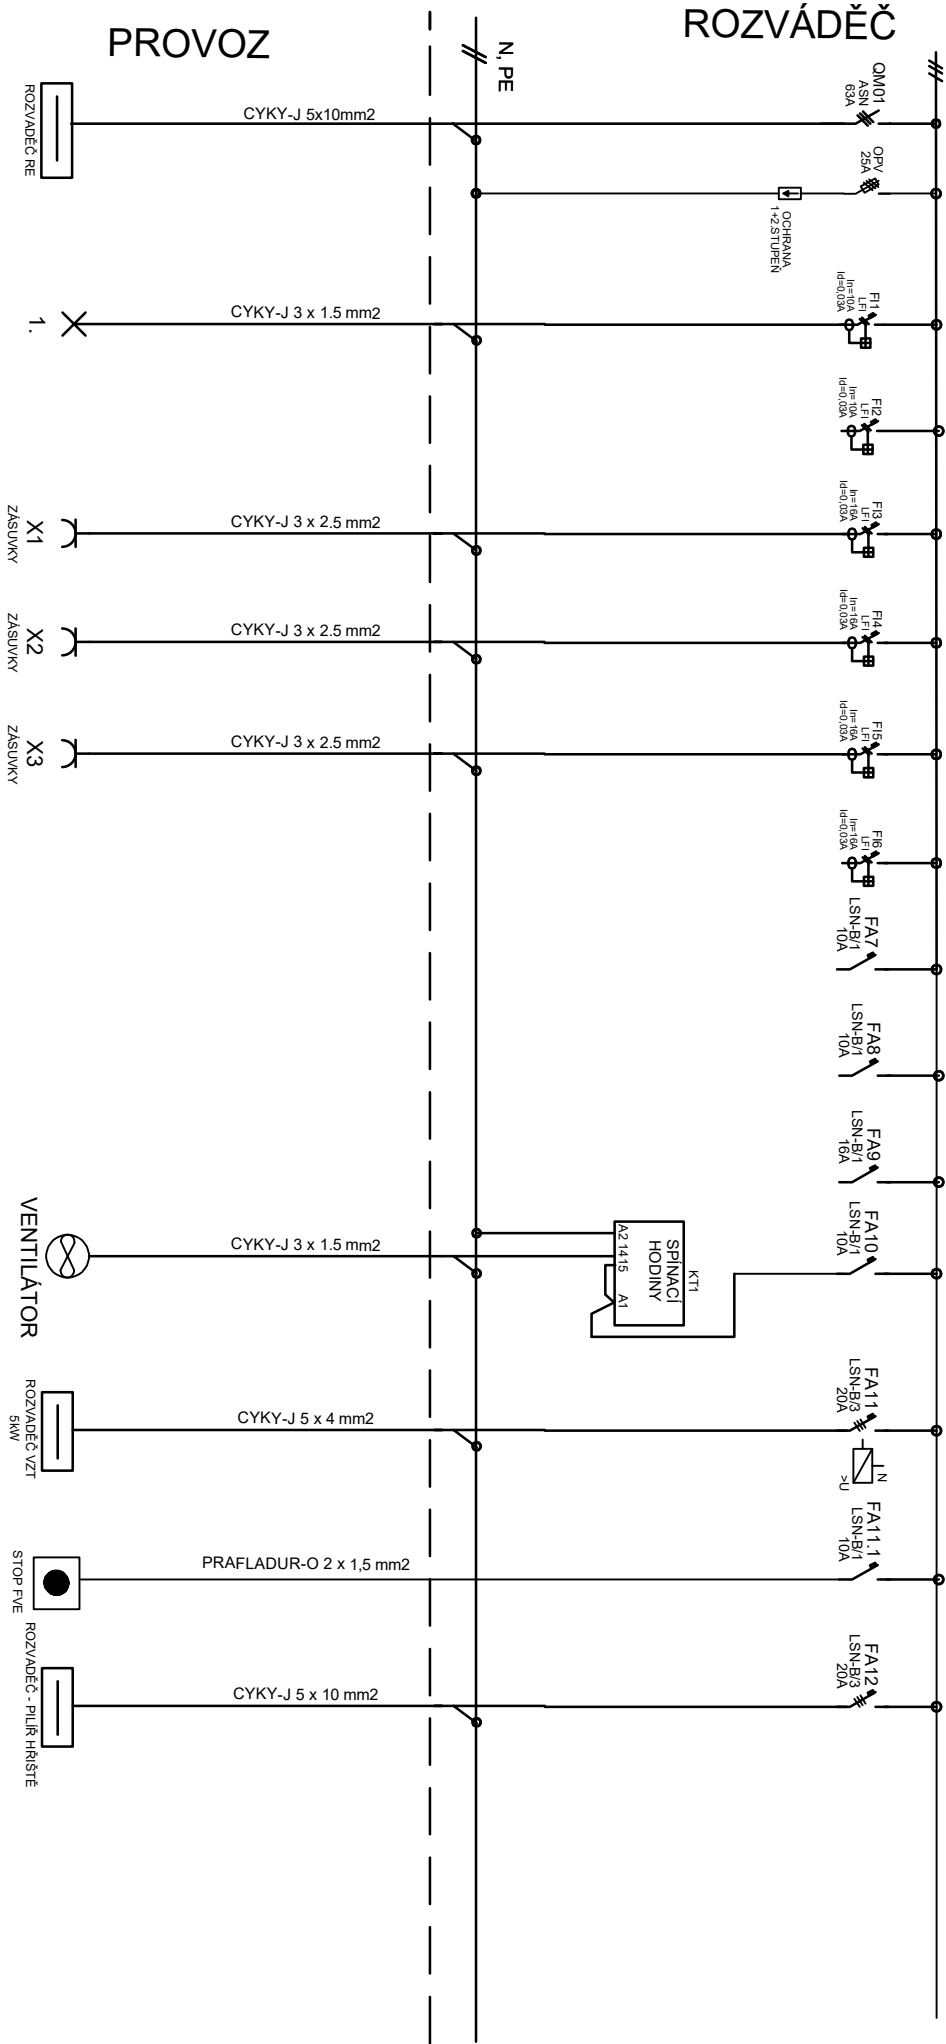 PROVOZ
ROZVÁDĚČ
N, PE
QM01
ASN
63A
CYKY-J 5x10mm2
ROZVADĚČ RE
OPV
25A
OCHRANA
1+2.STUPEŇ
FI1
LFI
In=10A
Id=0,03A
CYKY-J 3 x 1.5 mm2
1.
FI2
LFI
In=10A
Id=0,03A
FI3
LFI
In=16A
Id=0,03A
CYKY-J 3 x 2.5 mm2
X1
ZÁSUVKY
FI4
LFI
In=16A
Id=0,03A
CYKY-J 3 x 2.5 mm2
X2
ZÁSUVKY
FI5
LFI
In=16A
Id=0,03A
CYKY-J 3 x 2.5 mm2
X3
ZÁSUVKY
FI6
LFI
In=16A
Id=0,03A
FA7
LSN-B/1
10A
FA8
LSN-B/1
10A
FA9
LSN-B/1
16A
FA10
LSN-B/1
10A
KT1
SPÍNACÍ
HODINY
A2 14 15 A1
CYKY-J 3 x 1.5 mm2
VENTILÁTOR
FA11
LSN-B/3
20A
N
>U
CYKY-J 5 x 4 mm2
ROZVADĚČ VZT
5kW
FA11.1
LSN-B/1
10A
PRAFLADUR-O 2 x 1,5 mm2
STOP FVE
FA12
LSN-B/3
20A
CYKY-J 5 x 10 mm2
ROZVADĚČ - PILÍŘ HŘIŠTĚ